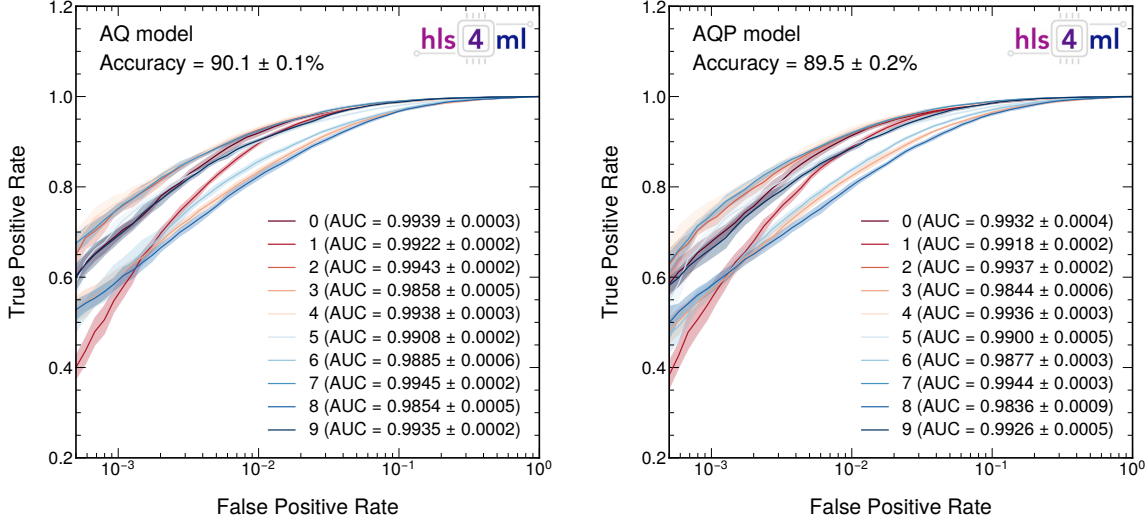 AQ model
Accuracy = 90.1 ± 0.1%
hls 4 ml
True Positive Rate
1.2
1.0
0.8
0.6
0.4
0.2
0 (AUC = 0.9939 ± 0.0003)
1 (AUC = 0.9922 ± 0.0002)
2 (AUC = 0.9943 ± 0.0002)
3 (AUC = 0.9858 ± 0.0005)
4 (AUC = 0.9938 ± 0.0003)
5 (AUC = 0.9908 ± 0.0002)
6 (AUC = 0.9885 ± 0.0006)
7 (AUC = 0.9945 ± 0.0002)
8 (AUC = 0.9854 ± 0.0005)
9 (AUC = 0.9935 ± 0.0002)
10⁻³ 10⁻² 10⁻¹ 10⁰
False Positive Rate
AQP model
Accuracy = 89.5 ± 0.2%
hls 4 ml
True Positive Rate
1.2
1.0
0.8
0.6
0.4
0.2
0 (AUC = 0.9932 ± 0.0004)
1 (AUC = 0.9918 ± 0.0002)
2 (AUC = 0.9937 ± 0.0002)
3 (AUC = 0.9844 ± 0.0006)
4 (AUC = 0.9936 ± 0.0003)
5 (AUC = 0.9900 ± 0.0005)
6 (AUC = 0.9877 ± 0.0003)
7 (AUC = 0.9944 ± 0.0003)
8 (AUC = 0.9836 ± 0.0009)
9 (AUC = 0.9926 ± 0.0005)
10⁻³ 10⁻² 10⁻¹ 10⁰
False Positive Rate